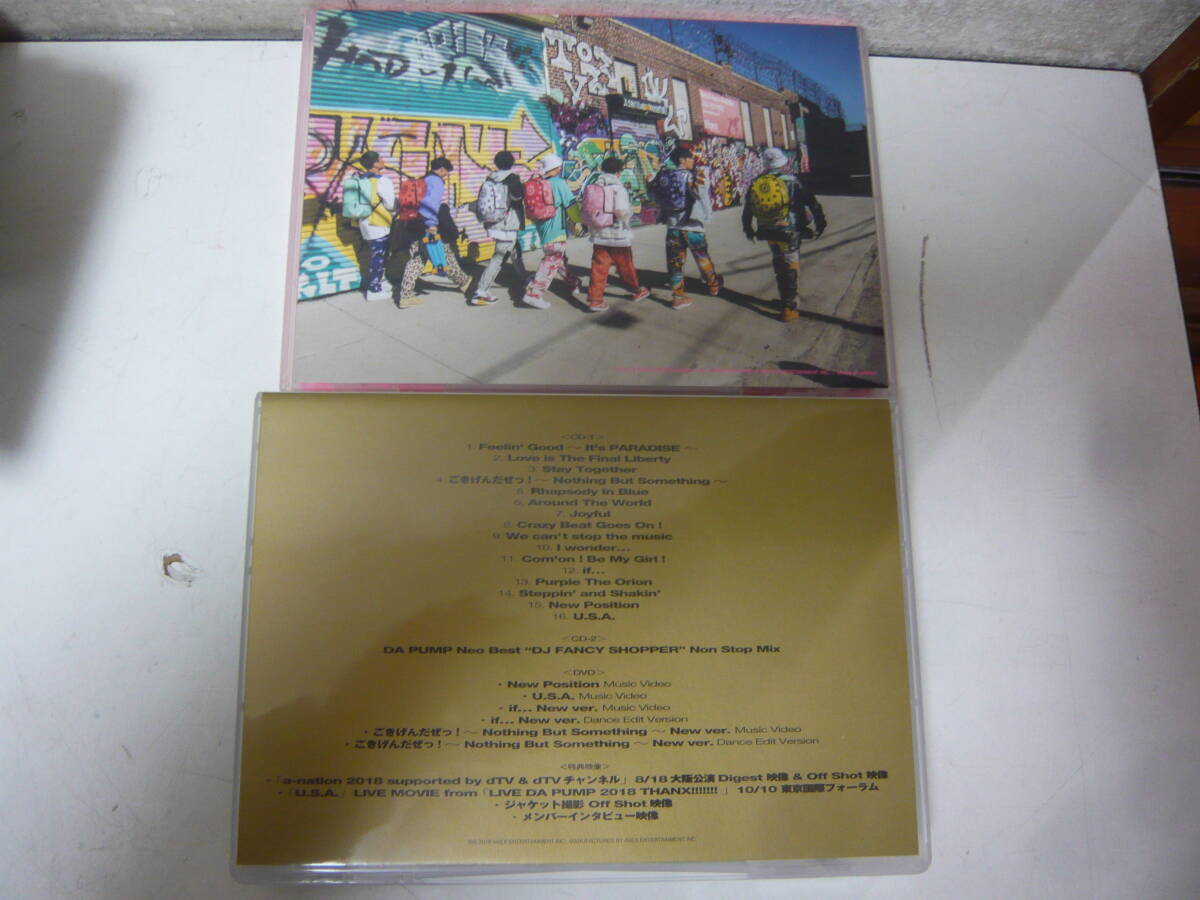 <CD-1>
1. Feelin' Good ～ It's PARADISE ～
2. Love is The Final Liberty
3. Stay Together
4. ごきげんだぜっ！～ Nothing But Something ～
5. Rhapsody in Blue
6. Around The World
7. Joyful
8. Crazy Beat Goes On !
9. We can't stop the music
10. I wonder...
11. Com'on ! Be My Girl !
12. if...
13. Purple The Orion
14. Steppin' and Shakin'
15. New Position
16. U.S.A.
<CD-2>
DA PUMP Neo Best "DJ FANCY SHOPPER" Non Stop Mix
<DVD>
・New Position Music Video
・U.S.A. Music Video
・if... New ver. Music Video
・if... New ver. Dance Edit Version
・ごきげんだぜっ！～ Nothing But Something ～ New ver. Music Video
・ごきげんだぜっ！～ Nothing But Something ～ New ver. Dance Edit Version
<特典映像>
・「a-nation 2018 supported by dTV & dTVチャンネル」 8/18 大阪公演 Digest 映像 & Off Shot 映像
・「U.S.A.」 LIVE MOVIE from「LIVE DA PUMP 2018 THANX!!!!!!! 」 10/10 東京国際フォーラム
・ジャケット撮影 Off Shot 映像
・メンバーインタビュー映像
AVEX ENTERTAINMENT INC. MANUFACTURED BY AVEX ENTERTAINMENT INC.